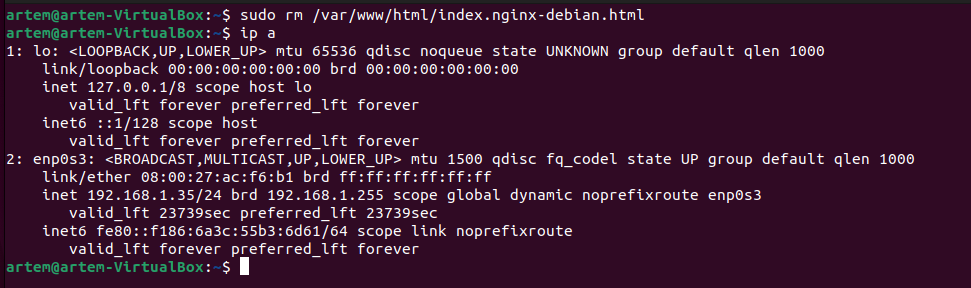 artem@artem-VirtualBox:~$ sudo rm /var/www/html/index.nginx-debian.html
artem@artem-VirtualBox:~$ ip a
1: lo: <LOOPBACK,UP,LOWER_UP> mtu 65536 qdisc noqueue state UNKNOWN group default qlen 1000
    link/loopback 00:00:00:00:00:00 brd 00:00:00:00:00:00
    inet 127.0.0.1/8 scope host lo
       valid_lft forever preferred_lft forever
    inet6 ::1/128 scope host
       valid_lft forever preferred_lft forever
2: enp0s3: <BROADCAST,MULTICAST,UP,LOWER_UP> mtu 1500 qdisc fq_codel state UP group default qlen 1000
    link/ether 08:00:27:ac:f6:b1 brd ff:ff:ff:ff:ff:ff
    inet 192.168.1.35/24 brd 192.168.1.255 scope global dynamic noprefixroute enp0s3
       valid_lft 23739sec preferred_lft 23739sec
    inet6 fe80::f186:6a3c:55b3:6d61/64 scope link noprefixroute
       valid_lft forever preferred_lft forever
artem@artem-VirtualBox:~$